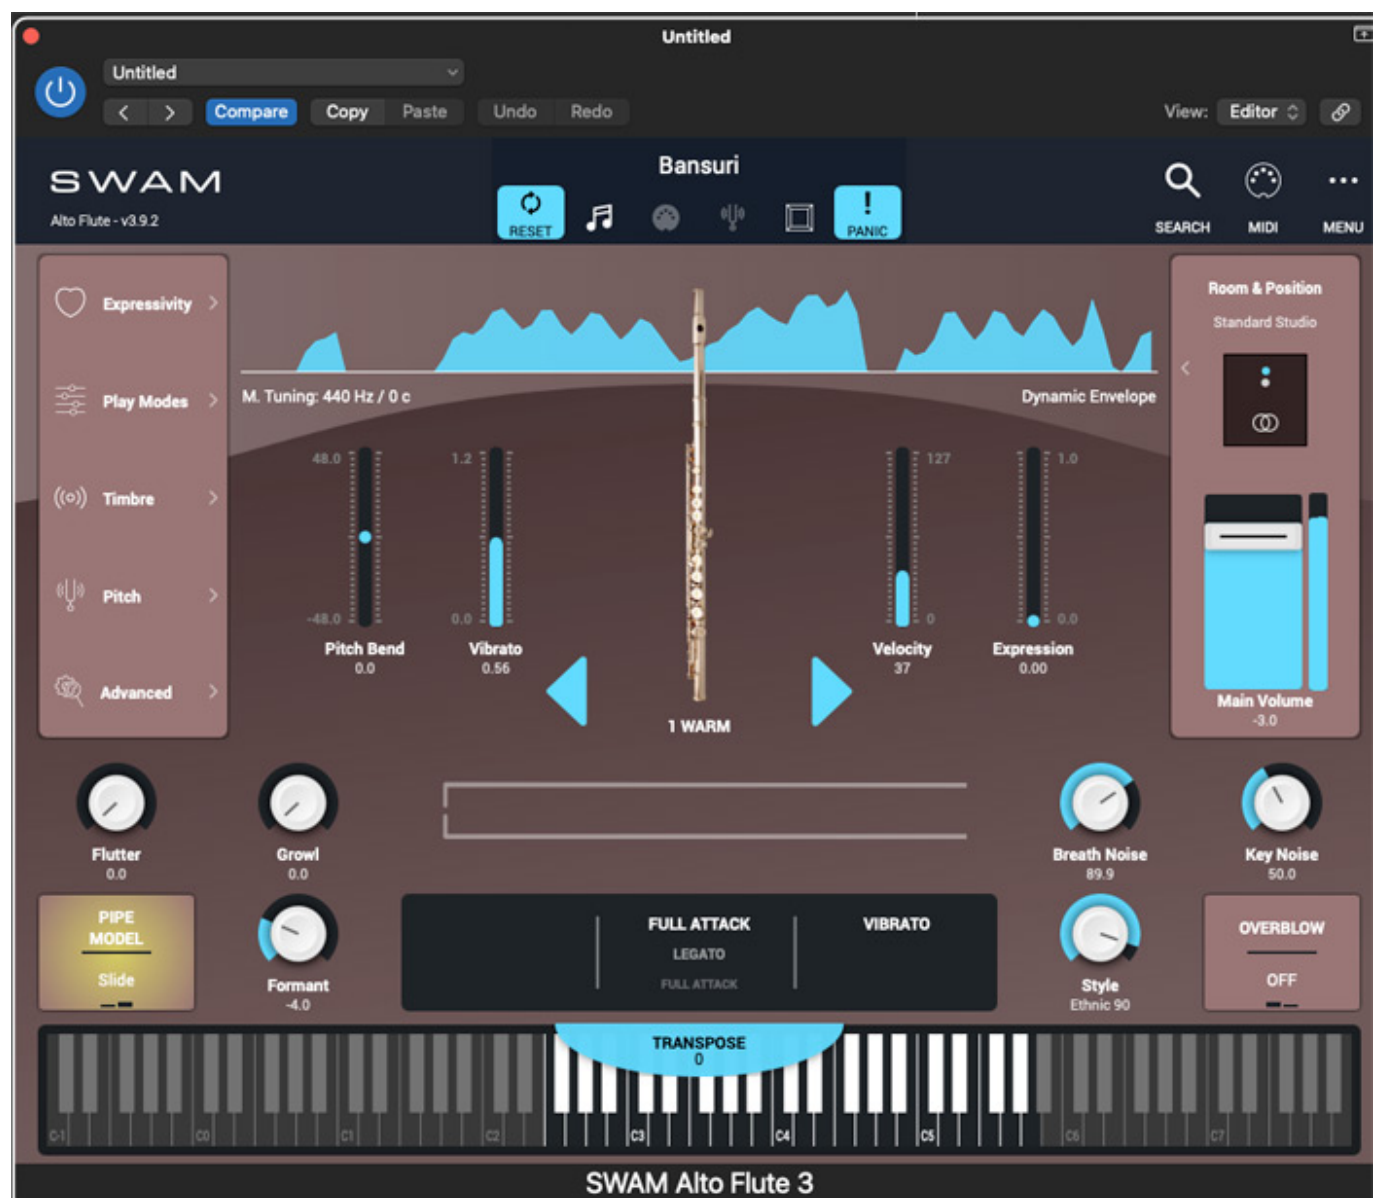 Untitled
Untitled
Compare Copy Paste Undo Redo View: Editor
SWAM
Alto Flute - v3.9.2
Bansuri
RESET
PANIC
SEARCH MIDI MENU
Expressivity
Play Modes
Timbre
Pitch
Advanced
M. Tuning: 440 Hz / 0 c
Dynamic Envelope
48.0
-48.0
Pitch Bend
0.0
1.2
0.0
Vibrato
0.56
1 WARM
127
0
Velocity
37
1.0
0.0
Expression
0.00
Room & Position
Standard Studio
Main Volume
-3.0
Flutter
0.0
Growl
0.0
Breath Noise
89.9
Key Noise
50.0
PIPE
MODEL
Slide
Formant
-4.0
FULL ATTACK
LEGATO
FULL ATTACK
VIBRATO
Style
Ethnic 90
OVERBLOW
OFF
TRANSPOSE
0
C-1 C0 C1 C2 C3 C4 C5 C6 C7
SWAM Alto Flute 3